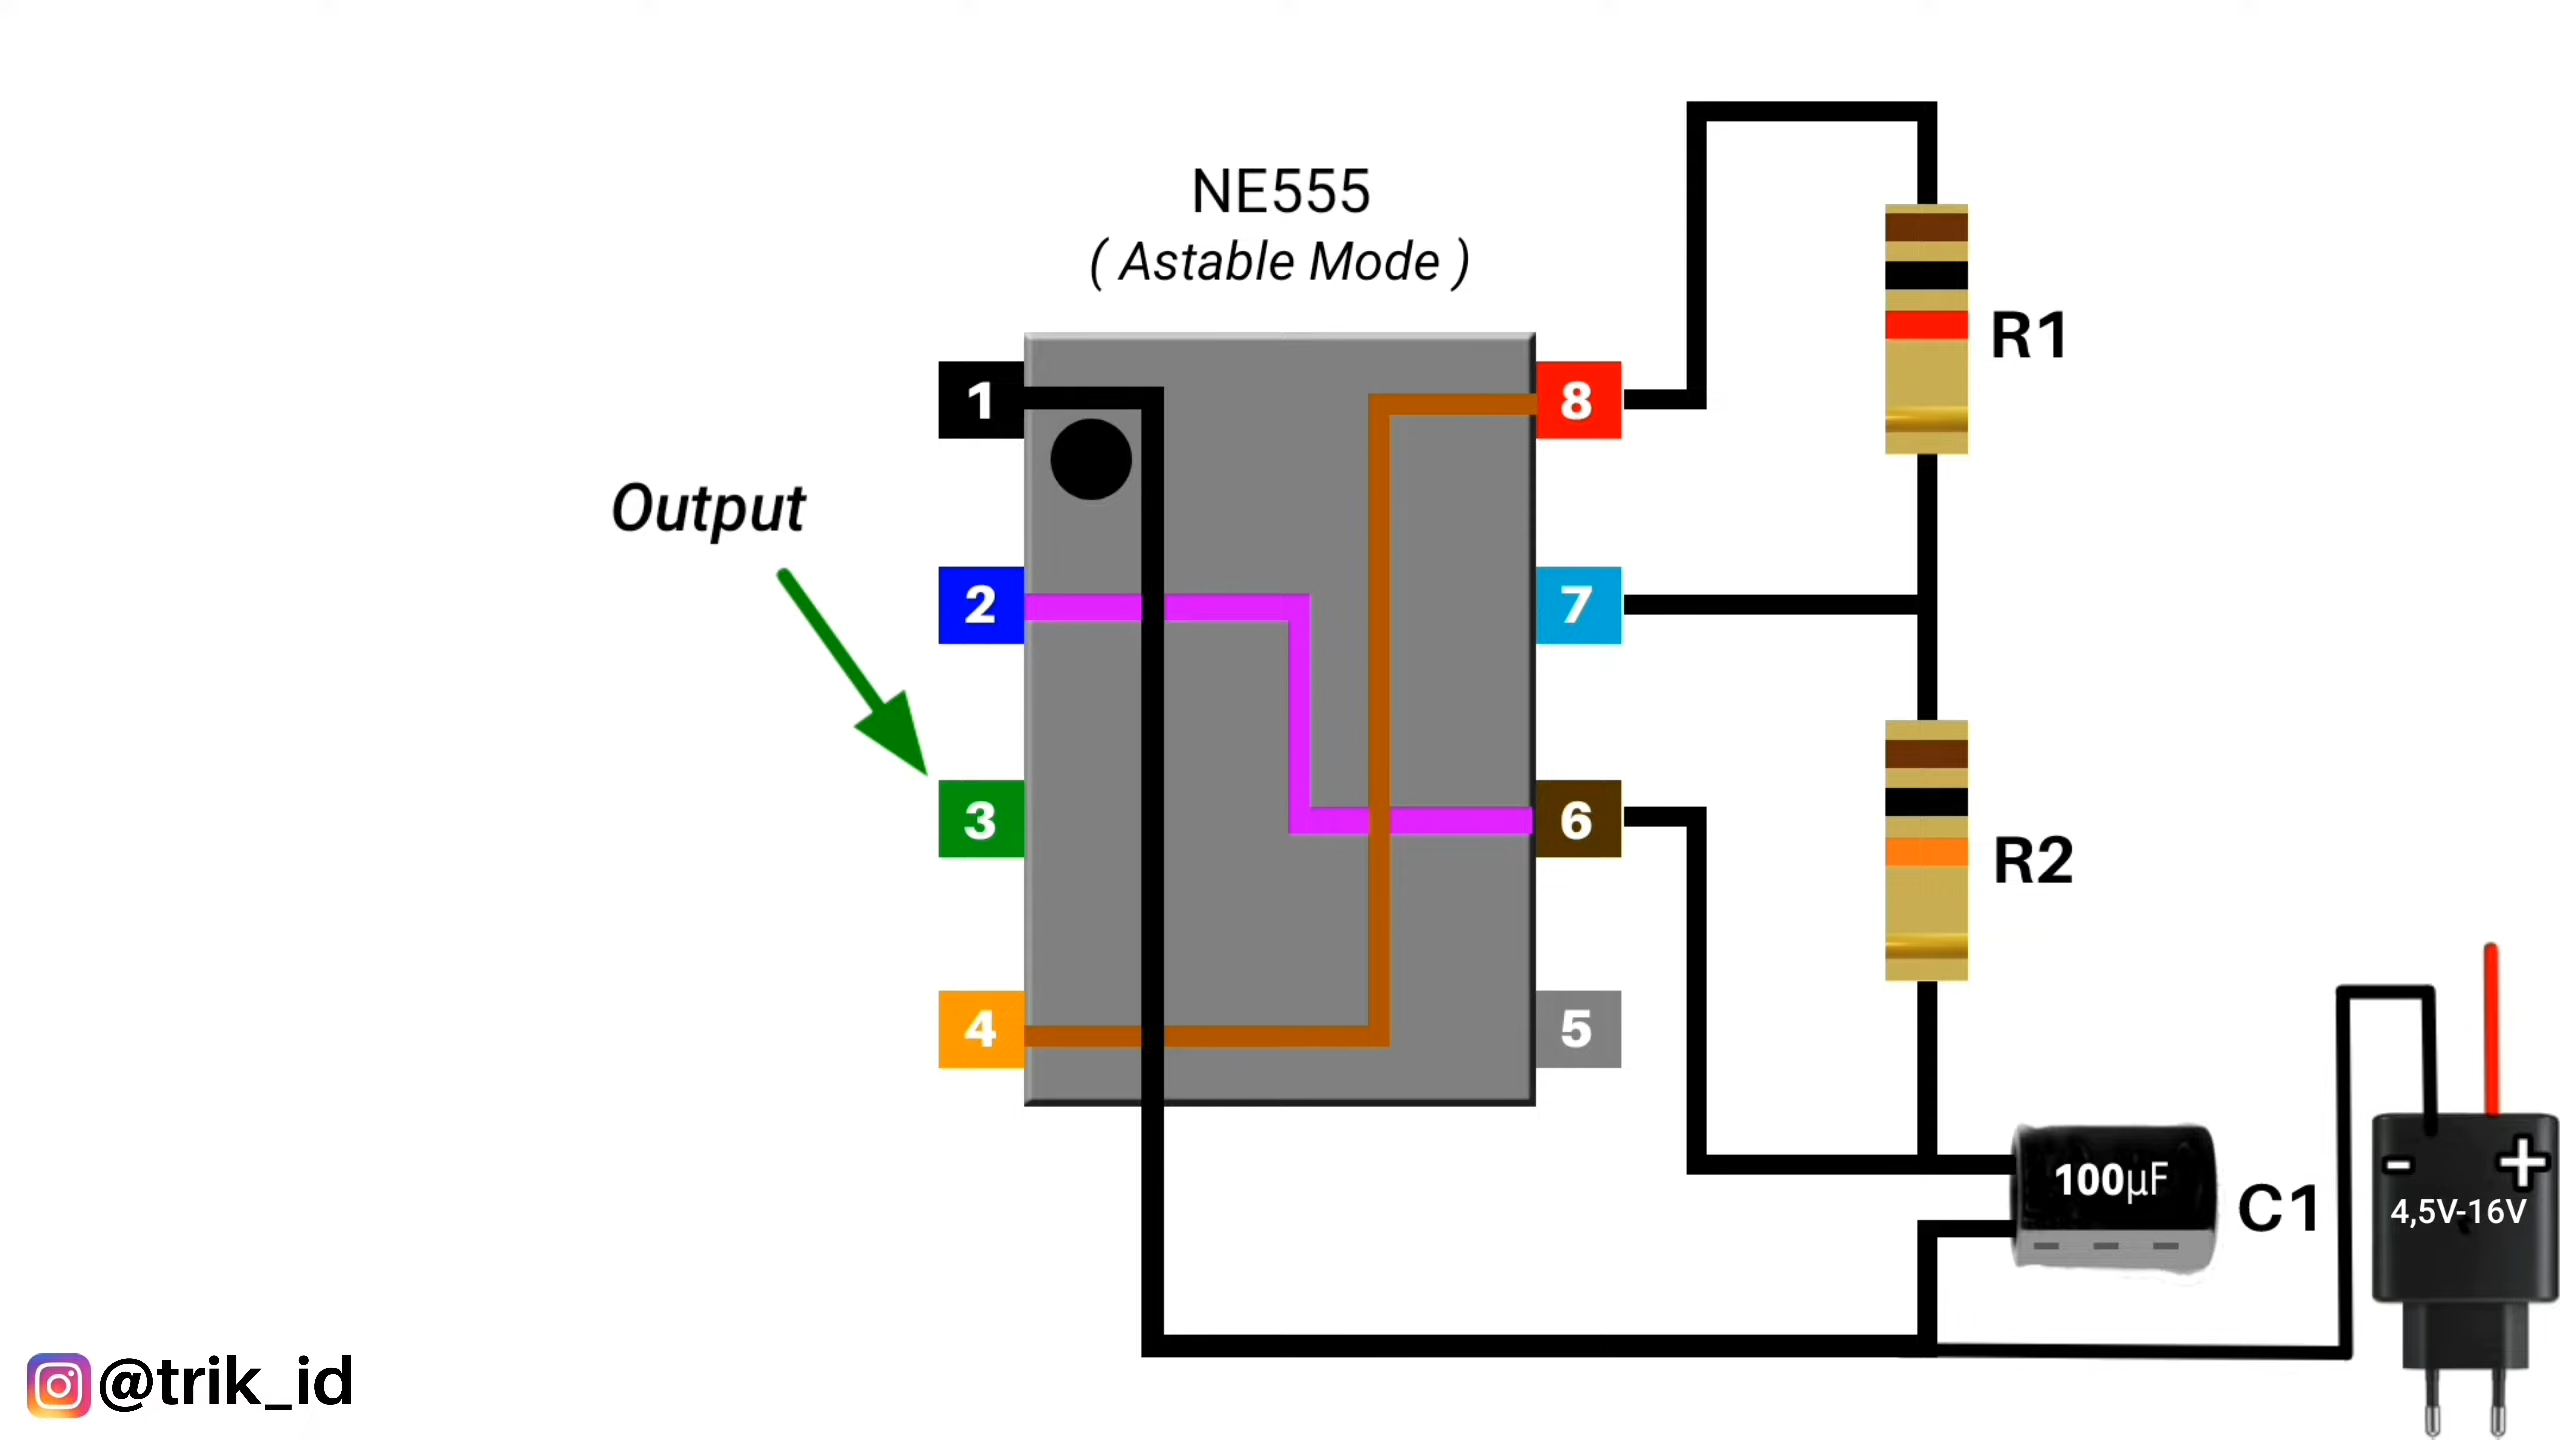 NE555
( Astable Mode )
R1
1
8
Output
2
7
3
6
R2
4
5
100µF
C1
- +
4,5V-16V
@trik_id